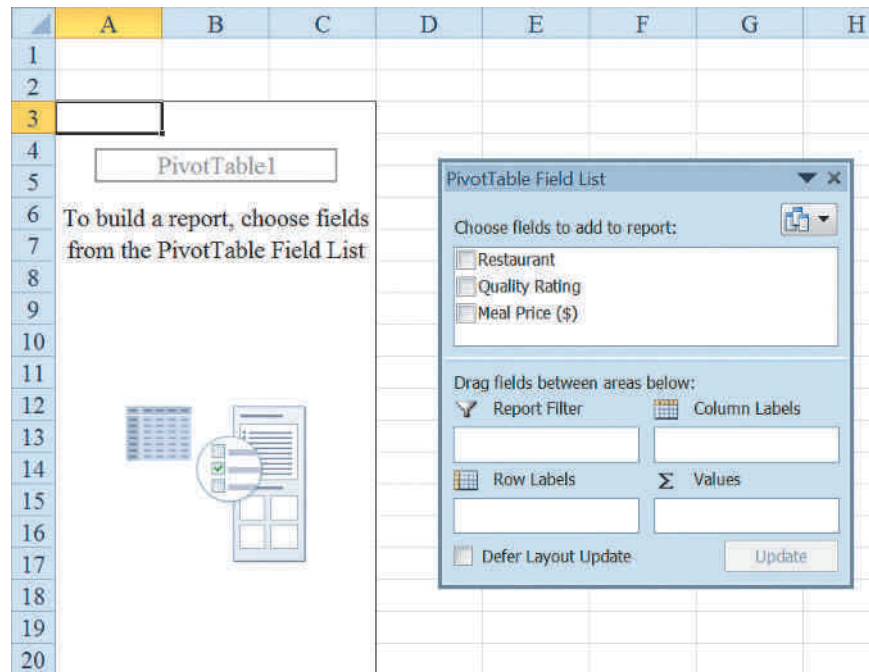 A B C D E F G H
1
2
3
4
5
6
7
8
9
10
11
12
13
14
15
16
17
18
19
20
PivotTable1
To build a report, choose fields
from the PivotTable Field List
PivotTable Field List
Choose fields to add to report:
Restaurant
Quality Rating
Meal Price ($)
Drag fields between areas below:
Report Filter
Column Labels
Row Labels
Σ Values
Defer Layout Update
Update